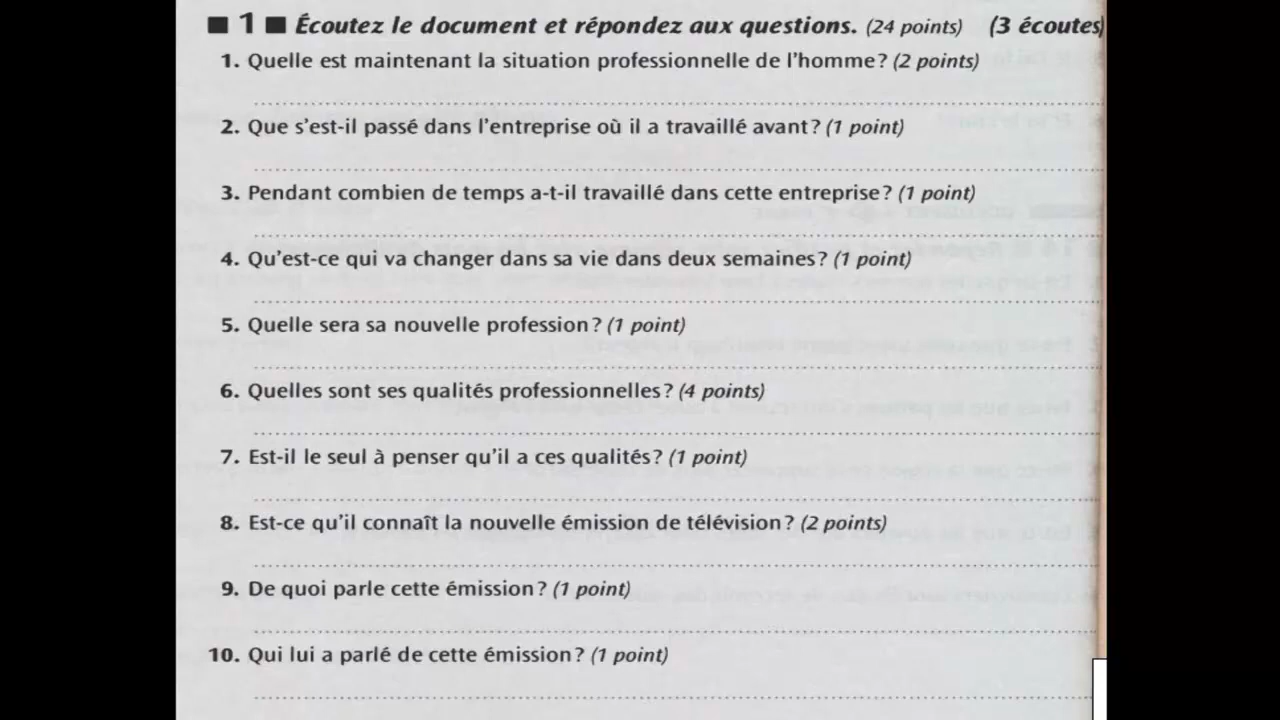 ■ 1 ■ Écoutez le document et répondez aux questions. (24 points) (3 écoutes)
1. Quelle est maintenant la situation professionnelle de l'homme? (2 points)
2. Que s'est-il passé dans l'entreprise où il a travaillé avant? (1 point)
3. Pendant combien de temps a-t-il travaillé dans cette entreprise? (1 point)
4. Qu'est-ce qui va changer dans sa vie dans deux semaines? (1 point)
5. Quelle sera sa nouvelle profession? (1 point)
6. Quelles sont ses qualités professionnelles? (4 points)
7. Est-il le seul à penser qu'il a ces qualités? (1 point)
8. Est-ce qu'il connaît la nouvelle émission de télévision? (2 points)
9. De quoi parle cette émission? (1 point)
10. Qui lui a parlé de cette émission? (1 point)